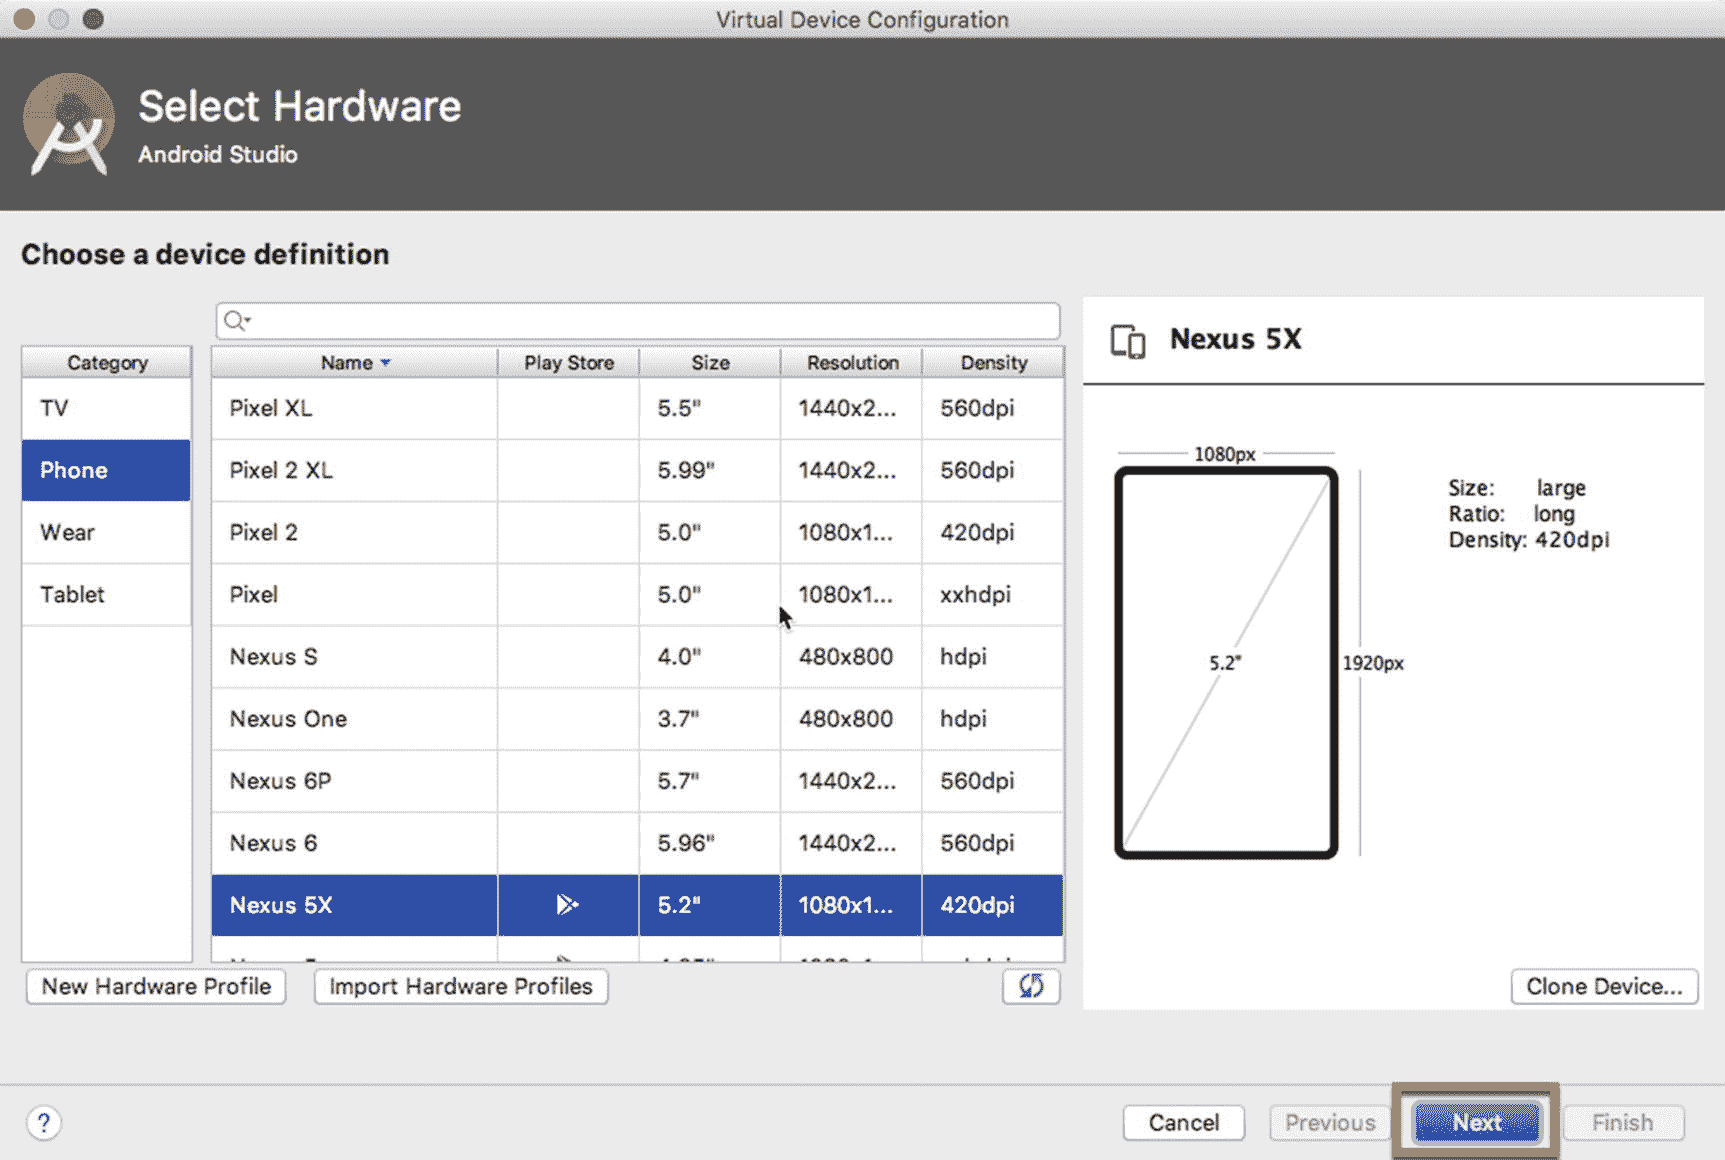 Virtual Device Configuration
Select Hardware
Android Studio
Choose a device definition
Category
TV
Phone
Wear
Tablet
Name Play Store Size Resolution Density
Pixel XL 5.5" 1440x2... 560dpi
Pixel 2 XL 5.99" 1440x2... 560dpi
Pixel 2 5.0" 1080x1... 420dpi
Pixel 5.0" 1080x1... xxhdpi
Nexus S 4.0" 480x800 hdpi
Nexus One 3.7" 480x800 hdpi
Nexus 6P 5.7" 1440x2... 560dpi
Nexus 6 5.96" 1440x2... 560dpi
Nexus 5X 5.2" 1080x1... 420dpi
New Hardware Profile Import Hardware Profiles
Nexus 5X
1080px
5.2"
1920px
Size: large
Ratio: long
Density: 420dpi
Clone Device...
? Cancel Previous Next Finish